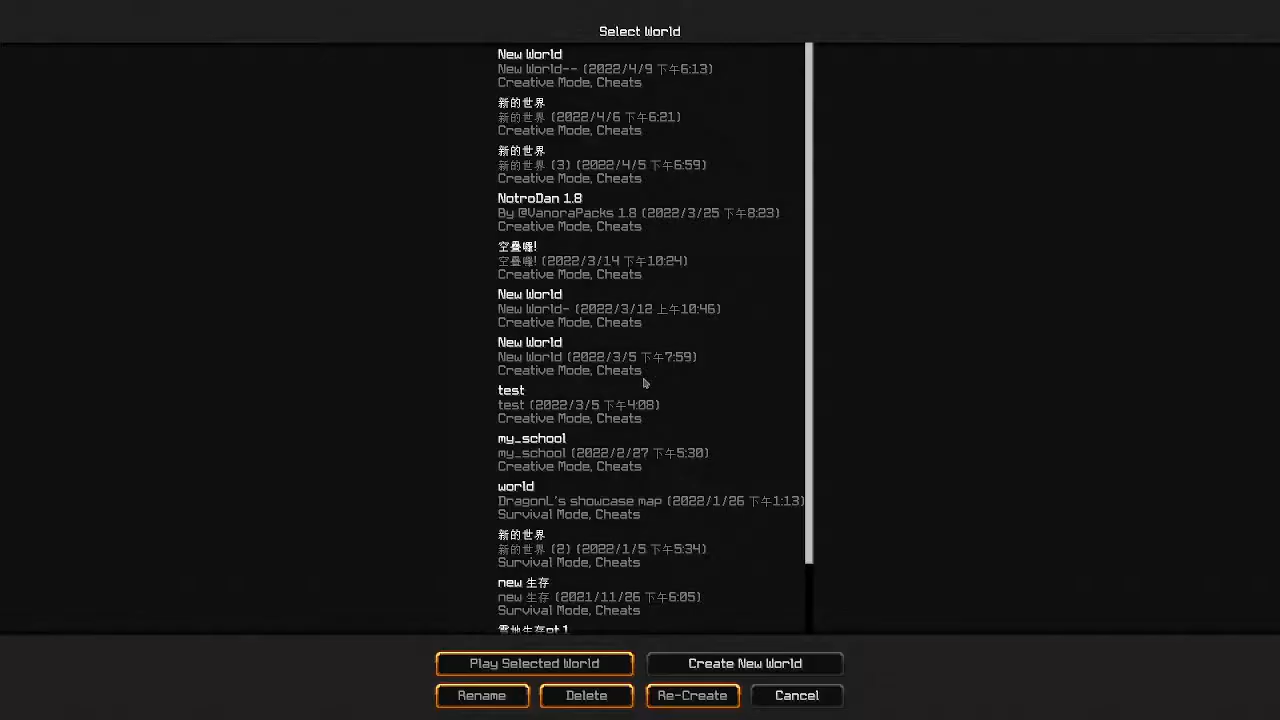 Select World
New World
New World-- (2022/4/9 下午6:13)
Creative Mode, Cheats
新的世界
新的世界 (2022/4/6 下午6:21)
Creative Mode, Cheats
新的世界
新的世界 (3) (2022/4/5 下午6:59)
Creative Mode, Cheats
NotroDan 1.8
By @VanoraPacks 1.8 (2022/3/25 下午8:23)
Creative Mode, Cheats
空疊囉!
空疊囉! (2022/3/14 下午10:24)
Creative Mode, Cheats
New World
New World- (2022/3/12 上午10:46)
Creative Mode, Cheats
New World
New World (2022/3/5 下午7:59)
Creative Mode, Cheats
test
test (2022/3/5 下午4:08)
Creative Mode, Cheats
my_school
my_school (2022/2/27 下午5:30)
Creative Mode, Cheats
world
DragonL's showcase map (2022/1/26 下午1:13)
Survival Mode, Cheats
新的世界
新的世界 (2) (2022/1/5 下午5:34)
Survival Mode, Cheats
new 生存
new 生存 (2021/11/26 下午6:05)
Survival Mode, Cheats
Play Selected World
Create New World
Rename
Delete
Re-Create
Cancel